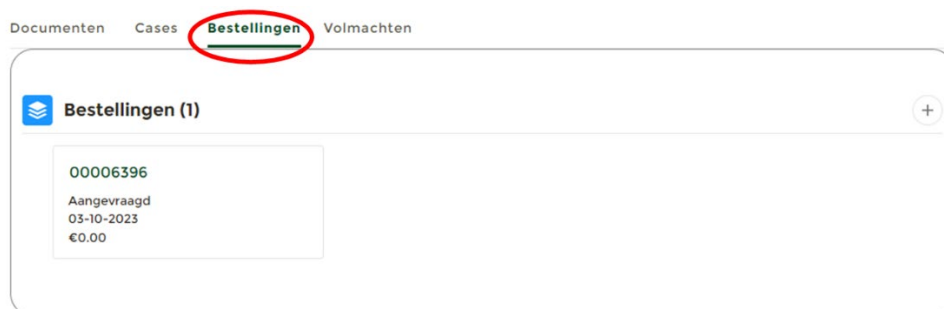 Documenten Cases Bestellingen Volmachten
Bestellingen (1)
00006396
Aangevraagd
03-10-2023
€0.00